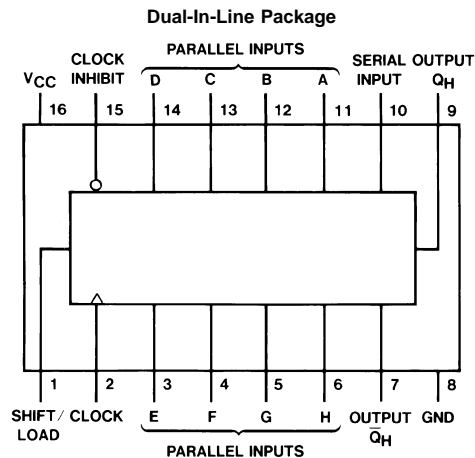 Dual-In-Line Package
PARALLEL INPUTS
CLOCK INHIBIT
SERIAL INPUT
OUTPUT QH
VCC
D C B A
16 15 14 13 12 11 10 9
1 2 3 4 5 6 7 8
SHIFT/ LOAD
CLOCK
E F G H
OUTPUT Q̅H
GND
PARALLEL INPUTS